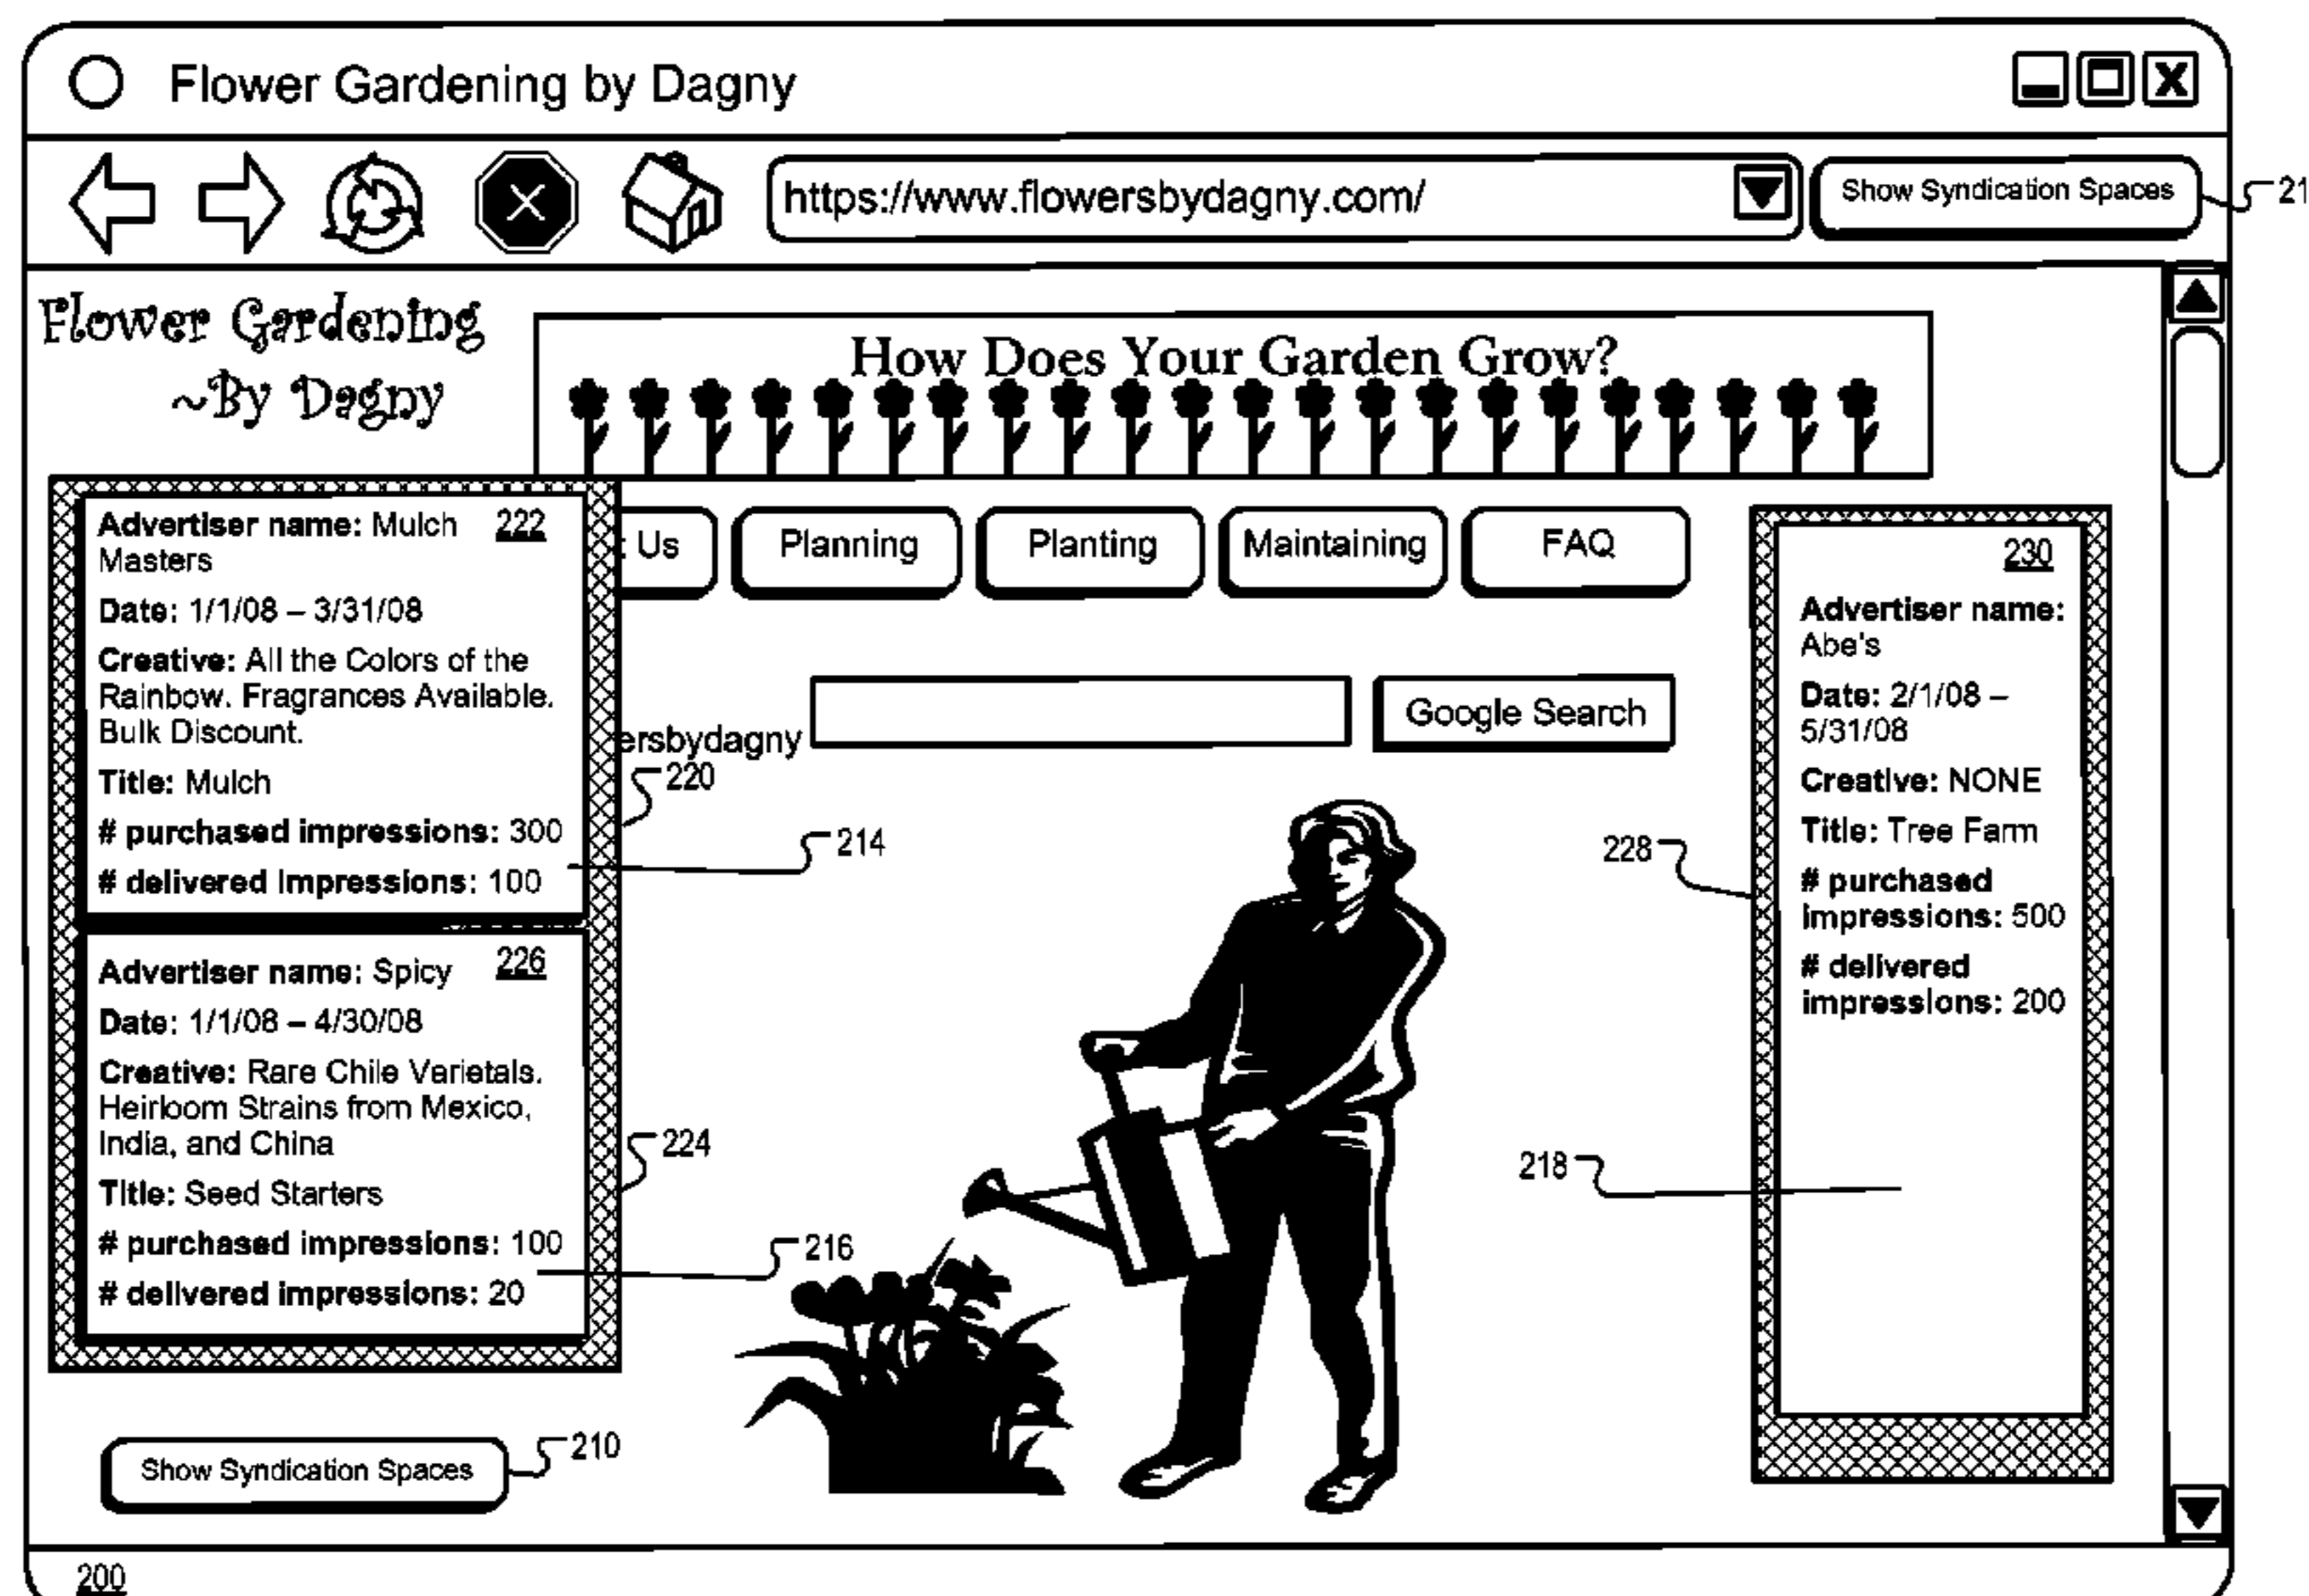 Flower Gardening by Dagny
https://www.flowersbydagny.com/
Show Syndication Spaces
21
Flower Gardening
~By Dagny
How Does Your Garden Grow?
Us
Planning
Planting
Maintaining
FAQ
ersbydagny
Google Search
Advertiser name: Mulch 222
Masters
Date: 1/1/08 – 3/31/08
Creative: All the Colors of the
Rainbow. Fragrances Available.
Bulk Discount.
Title: Mulch
# purchased impressions: 300
# delivered impressions: 100
220
214
Advertiser name: Spicy 226
Date: 1/1/08 – 4/30/08
Creative: Rare Chile Varietals.
Heirloom Strains from Mexico,
India, and China
Title: Seed Starters
# purchased impressions: 100
# delivered impressions: 20
224
216
230
Advertiser name:
Abe's
Date: 2/1/08 –
5/31/08
Creative: NONE
Title: Tree Farm
# purchased
impressions: 500
# delivered
impressions: 200
228
218
Show Syndication Spaces
210
200